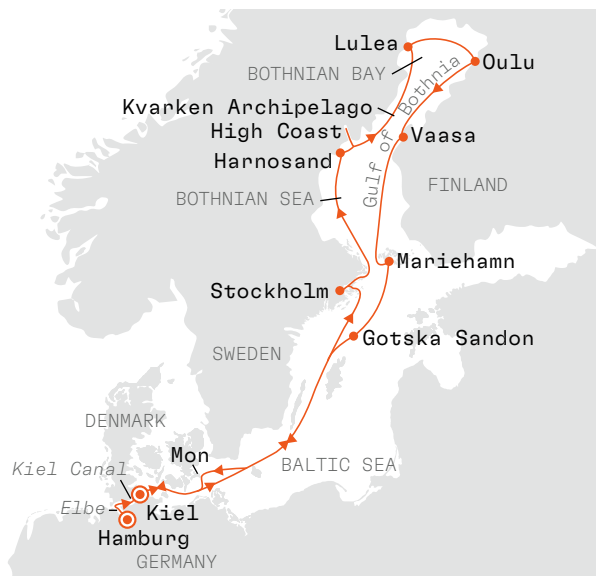 Lulea
BOTHNIAN BAY
Oulu
Kvarken Archipelago
Gulf of Bothnia
High Coast
Vaasa
Harnosand
FINLAND
BOTHNIAN SEA
Mariehamn
Stockholm
Gotska Sandon
SWEDEN
DENMARK
Mon
BALTIC SEA
Kiel Canal
Elbe
Kiel
Hamburg
GERMANY